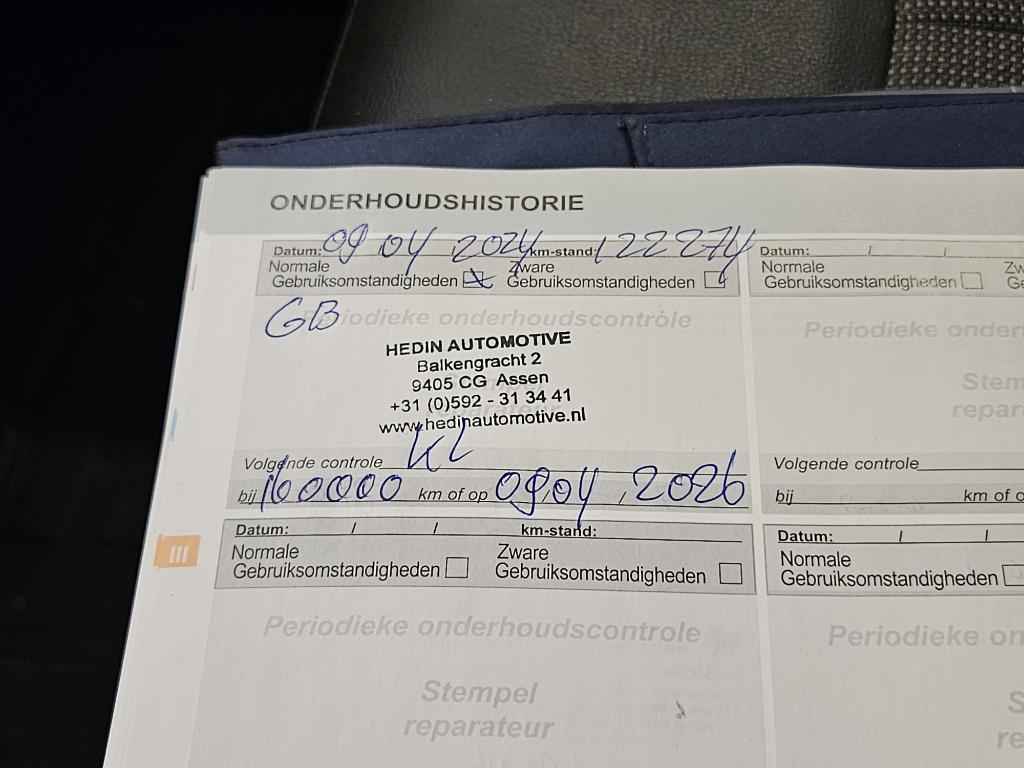 ONDERHOUDSHISTORIE
Datum: 09 04 2024 km-stand: 122274
Normale Gebruiksomstandigheden Zware Gebruiksomstandigheden
GB
Periodieke onderhoudscontrole
HEDIN AUTOMOTIVE
Balkengracht 2
9405 CG Assen
+31 (0)592 - 31 34 41
www.hedinautomotive.nl
KL
Volgende controle
bij 160000 km of op 09,04,2026
Datum: / /
Normale
Gebruiksomstandigheden
Periodieke onder
Stem
repar
Volgende controle
bij km of o
III
Datum: / / km-stand:
Normale Gebruiksomstandigheden Zware Gebruiksomstandigheden
Periodieke onderhoudscontrole
Stempel
reparateur
Datum: / /
Normale
Gebruiksomstandigheden
Periodieke on
S
re